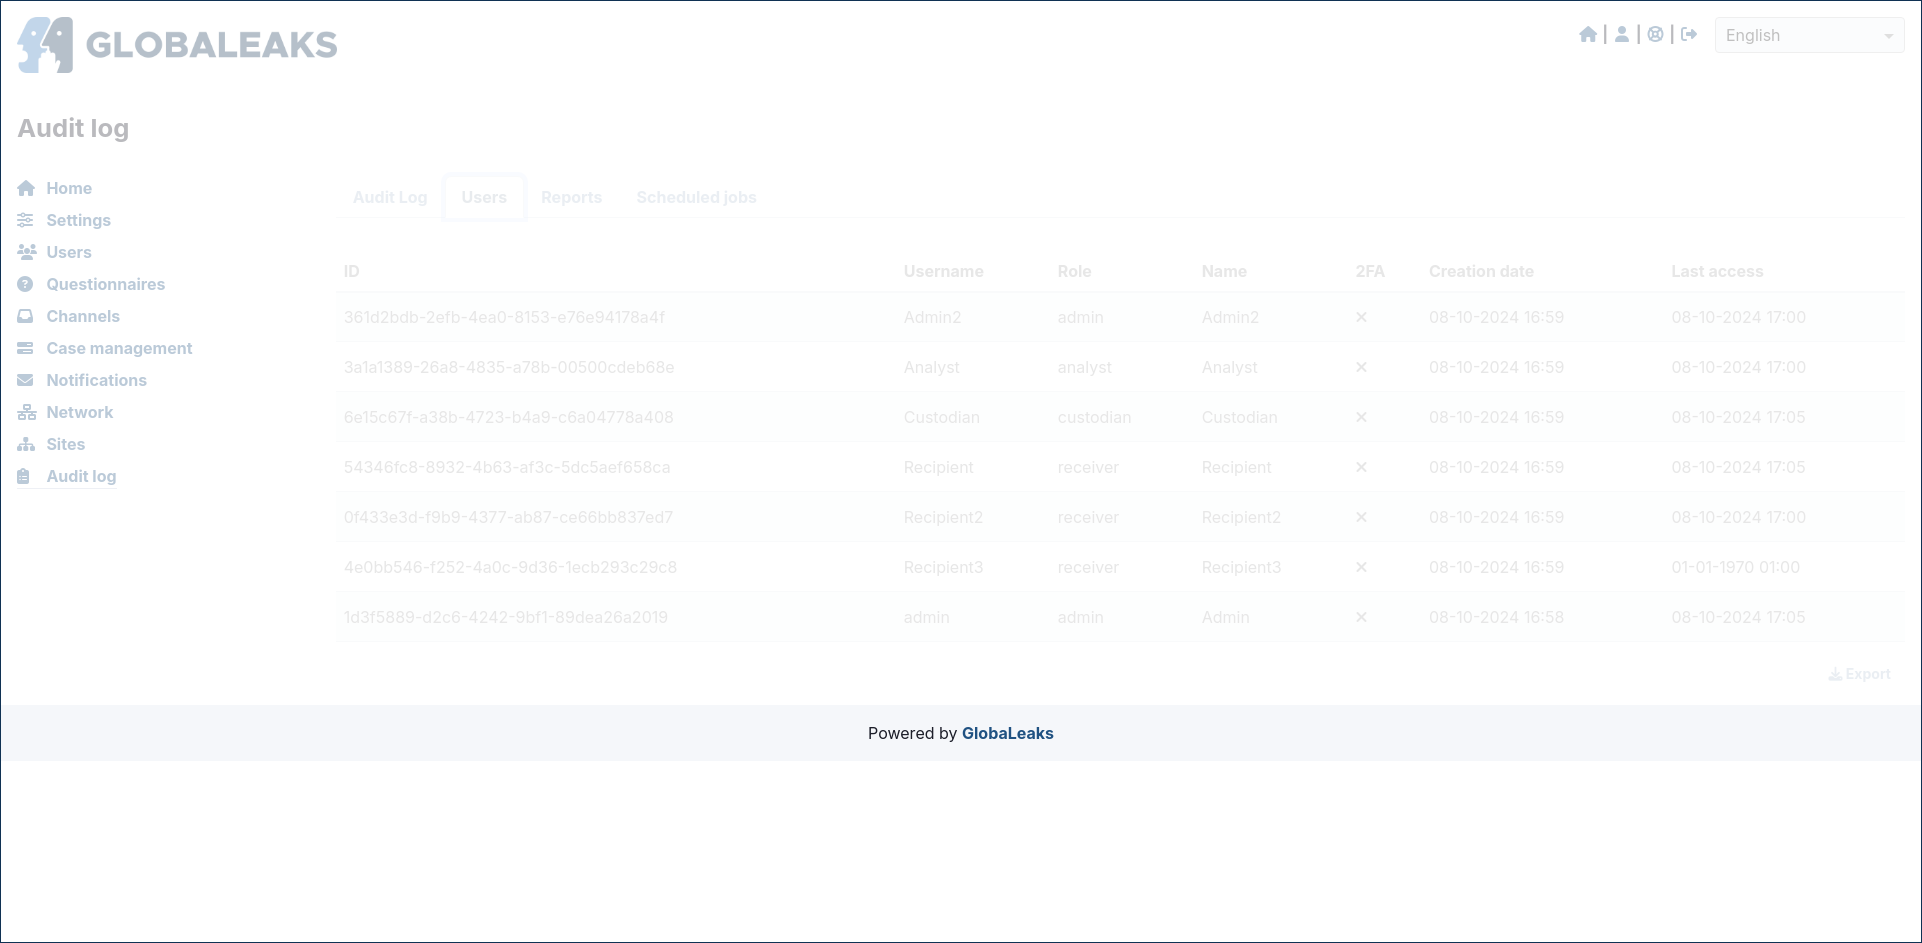 GLOBALEAKS
English
Audit log
Home
Settings
Users
Questionnaires
Channels
Case management
Notifications
Network
Sites
Audit log
Audit Log Users Reports Scheduled jobs
ID Username Role Name 2FA Creation date Last access
361d2bdb-2efb-4ea0-8153-e76e94178a4f Admin2 admin Admin2 08-10-2024 16:59 08-10-2024 17:00
3a1a1389-26a8-4835-a78b-00500cdeb68e Analyst analyst Analyst 08-10-2024 16:59 08-10-2024 17:00
6e15c67f-a38b-4723-b4a9-c6a04778a408 Custodian custodian Custodian 08-10-2024 16:59 08-10-2024 17:05
54346fc8-8932-4b63-af3c-5dc5aef658ca Recipient receiver Recipient 08-10-2024 16:59 08-10-2024 17:05
0f433e3d-f9b9-4377-ab87-ce66bb837ed7 Recipient2 receiver Recipient2 08-10-2024 16:59 08-10-2024 17:00
4e0bb546-f252-4a0c-9d36-1ecb293c29c8 Recipient3 receiver Recipient3 08-10-2024 16:59 01-01-1970 01:00
1d3f5889-d2c6-4242-9bf1-89dea26a2019 admin admin Admin 08-10-2024 16:58 08-10-2024 17:05
Export
Powered by GlobaLeaks